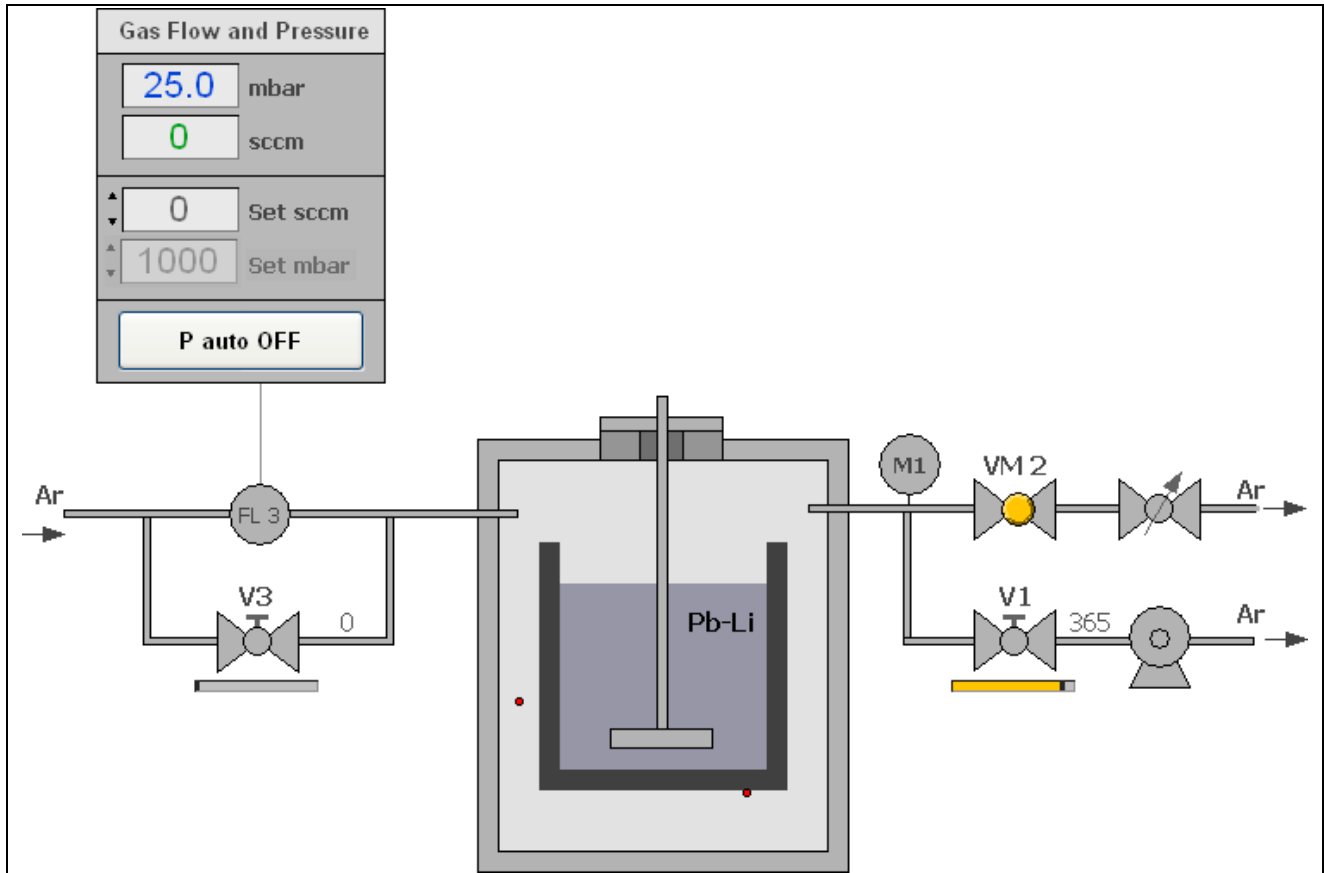 Gas Flow and Pressure
25.0 mbar
0 sccm
0 Set sccm
1000 Set mbar
P auto OFF
Ar
FL 3
V3
0
Pb-Li
M1
VM 2
Ar
V1
365
Ar